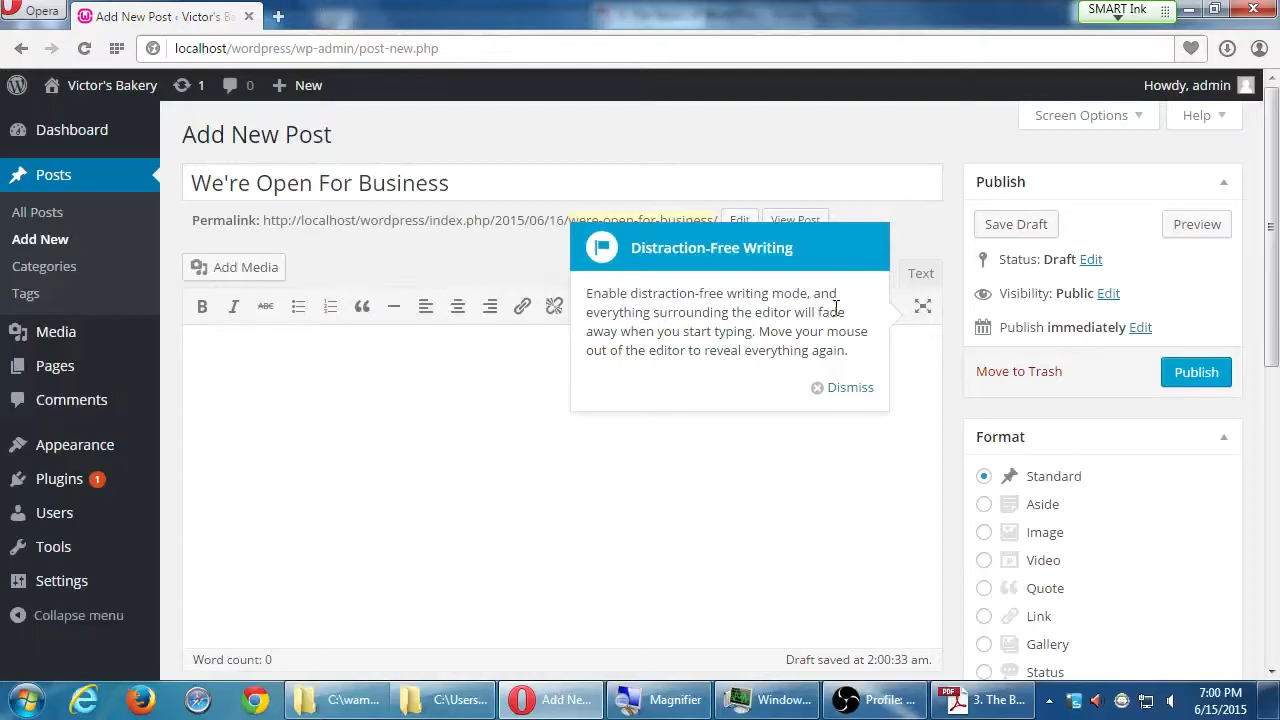 Opera
Add New Post ‹ Victor's Ba
SMART Ink
localhost/wordpress/wp-admin/post-new.php
Victor's Bakery
1
0
New
Howdy, admin
Dashboard
Posts
All Posts
Add New
Categories
Tags
Media
Pages
Comments
Appearance
Plugins 1
Users
Tools
Settings
Collapse menu
Screen Options
Help
Add New Post
We're Open For Business
Permalink: http://localhost/wordpress/index.php/2015/06/16/were-open-for-business/
Edit
View Post
Add Media
Text
B I ABC
Distraction-Free Writing
Enable distraction-free writing mode, and
everything surrounding the editor will fade
away when you start typing. Move your mouse
out of the editor to reveal everything again.
Dismiss
Word count: 0
Draft saved at 2:00:33 am.
Publish
Save Draft
Preview
Status: Draft Edit
Visibility: Public Edit
Publish immediately Edit
Move to Trash
Publish
Format
Standard
Aside
Image
Video
Quote
Link
Gallery
Status
C:\wam...
C:\Users...
Add Ne...
Magnifier
Window...
Profile: ...
PDF
3. The B...
7:00 PM
6/15/2015